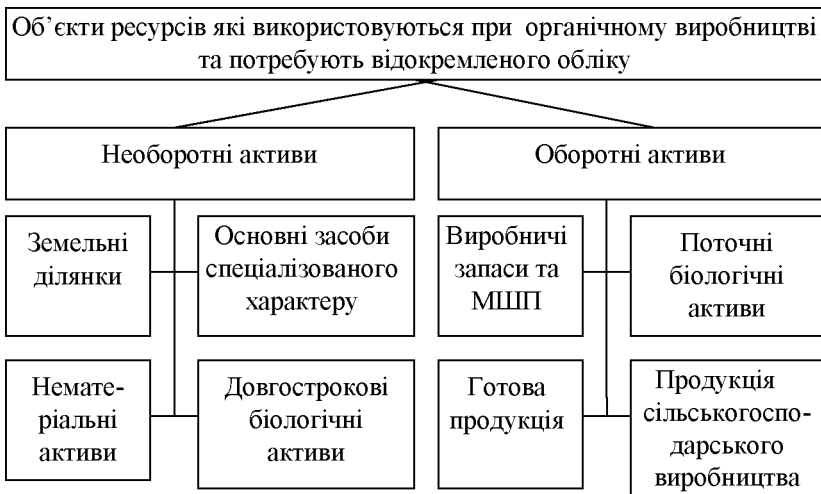 Об’єкти ресурсів які використовуються при органічному виробництві
та потребують відокремленого обліку
Необоротні активи
Оборотні активи
Земельні
ділянки
Основні засоби
спеціалізованого
характеру
Виробничі
запаси та
МШП
Поточні
біологічні
активи
Немате-
ріальні
активи
Довгострокові
біологічні
активи
Готова
продукція
Продукція
сільськогоспо-
дарського
виробництва